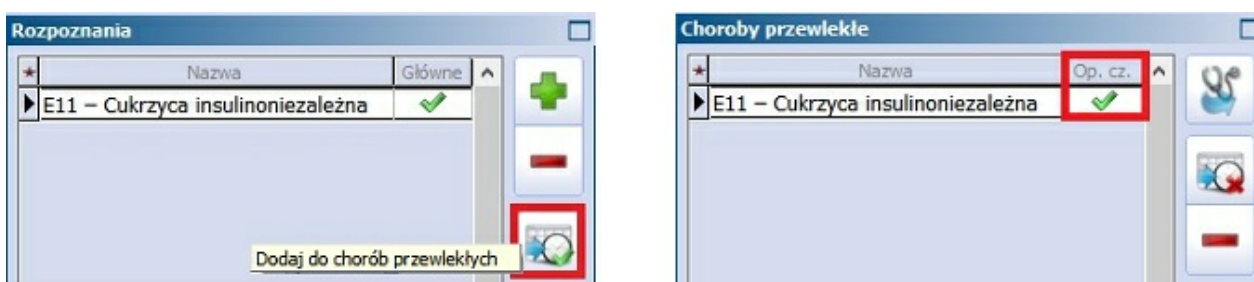 Rozpoznania
Nazwa Główne
E11 – Cukrzyca insulinoniezależna
Dodaj do chorób przewlekłych
Choroby przewlekłe
Nazwa Op. cz.
E11 – Cukrzyca insulinoniezależna